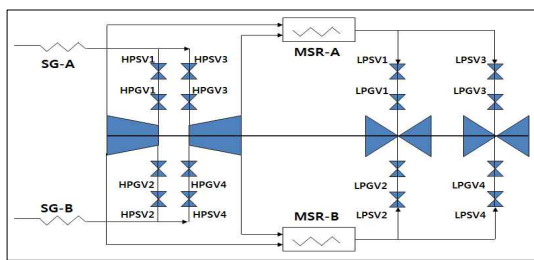 SG-A
HPSV1
HPSV3
MSR-A
LPSV1
LPSV3
HPGV1
HPGV3
LPGV1
LPGV3
HPGV2
HPGV4
LPGV2
LPGV4
SG-B
HPSV2
HPSV4
MSR-B
LPSV2
LPSV4